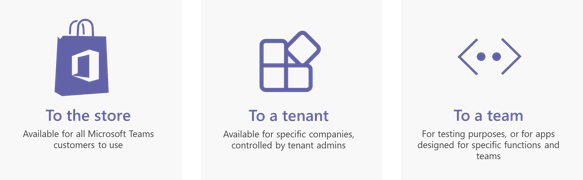 To the store
Available for all Microsoft Teams
customers to use
To a tenant
Available for specific companies,
controlled by tenant admins
To a team
For testing purposes, or for apps
designed for specific functions and
teams